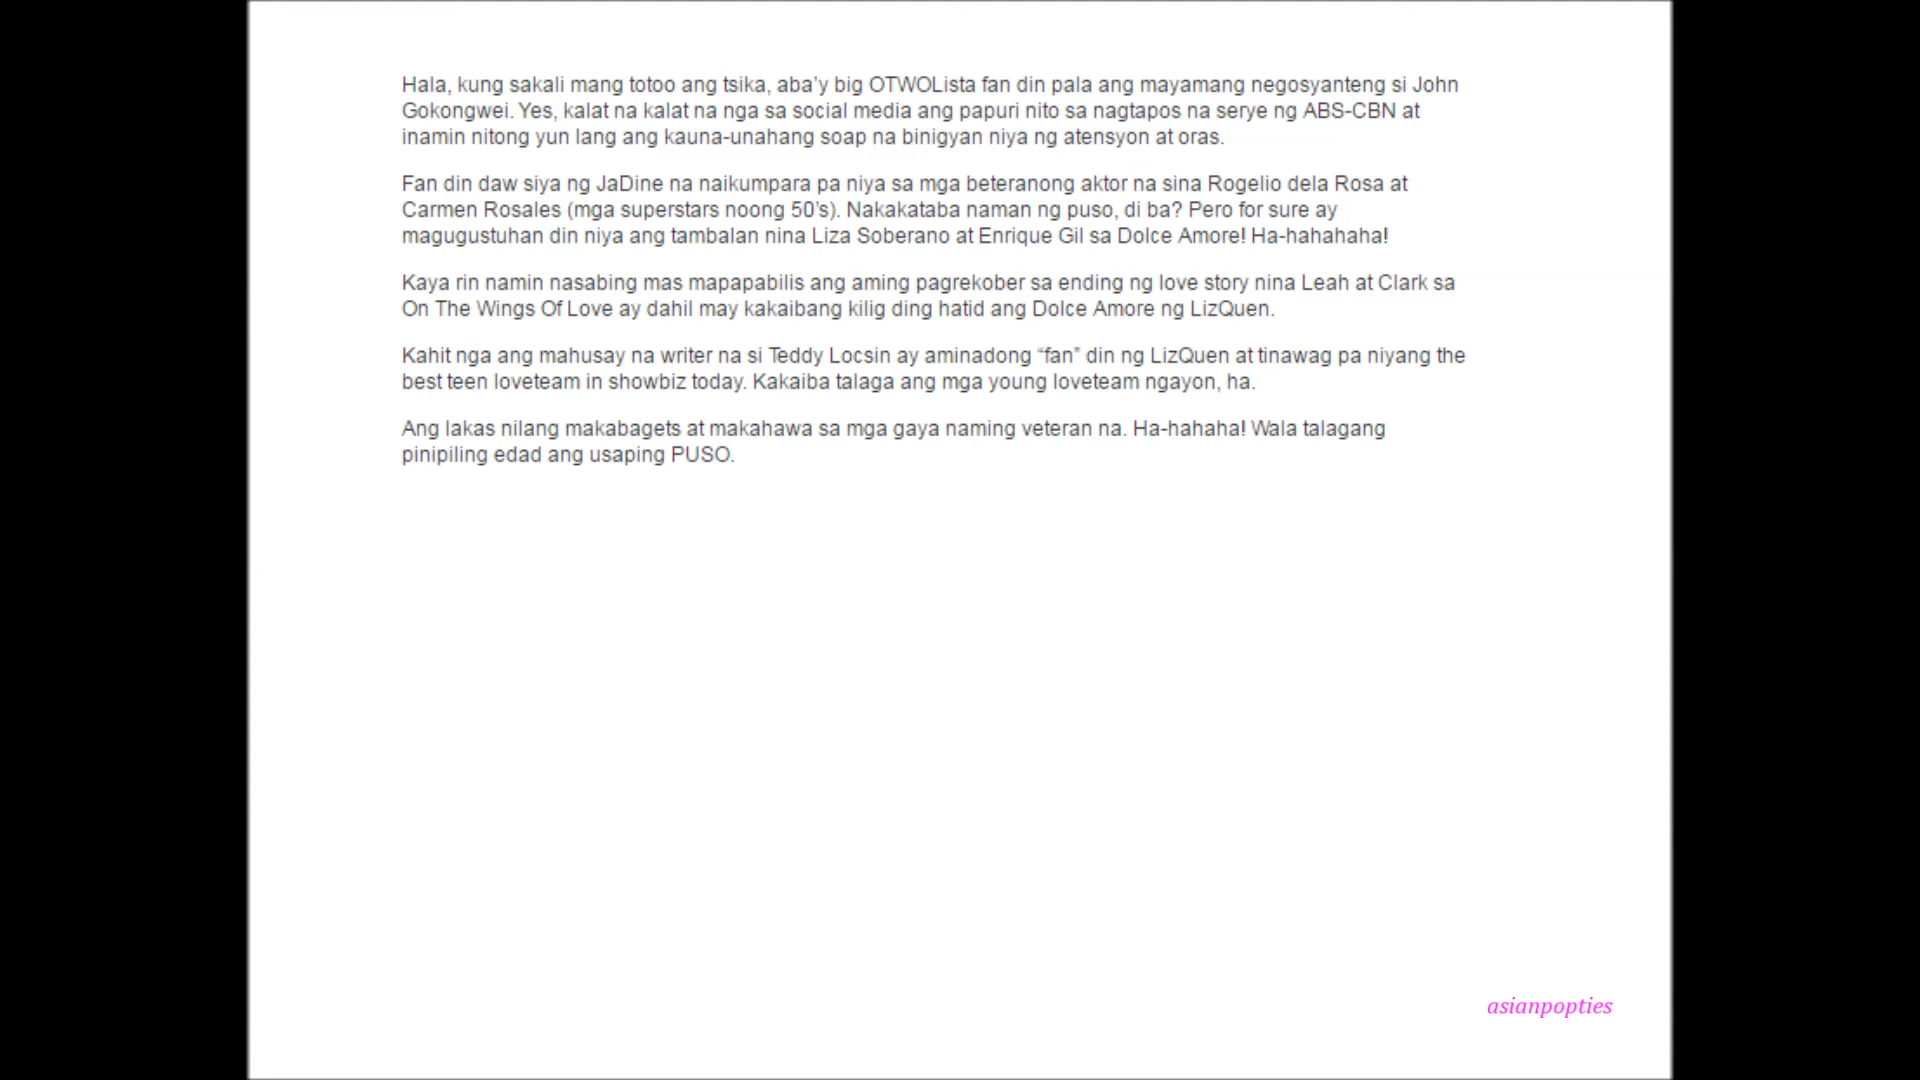 Hala, kung sakali mang totoo ang tsika, aba’y big OTWOLista fan din pala ang mayamang negosyanteng si John
Gokongwei. Yes, kalat na kalat na nga sa social media ang papuri nito sa nagtapos na serye ng ABS-CBN at
inamin nitong yun lang ang kauna-unahang soap na binigyan niya ng atensyon at oras.
Fan din daw siya ng JaDine na naikumpara pa niya sa mga beteranong aktor na sina Rogelio dela Rosa at
Carmen Rosales (mga superstars noong 50’s). Nakakataba naman ng puso, di ba? Pero for sure ay
magugustuhan din niya ang tambalan nina Liza Soberano at Enrique Gil sa Dolce Amore! Ha-hahahaha!
Kaya rin namin nasabing mas mapapabilis ang aming pagrekober sa ending ng love story nina Leah at Clark sa
On The Wings Of Love ay dahil may kakaibang kilig ding hatid ang Dolce Amore ng LizQuen.
Kahit nga ang mahusay na writer na si Teddy Locsin ay aminadong “fan” din ng LizQuen at tinawag pa niyang the
best teen loveteam in showbiz today. Kakaiba talaga ang mga young loveteam ngayon, ha.
Ang lakas nilang makabagets at makahawa sa mga gaya naming veteran na. Ha-hahaha! Wala talagang
pinipiling edad ang usaping PUSO.
asianpopties